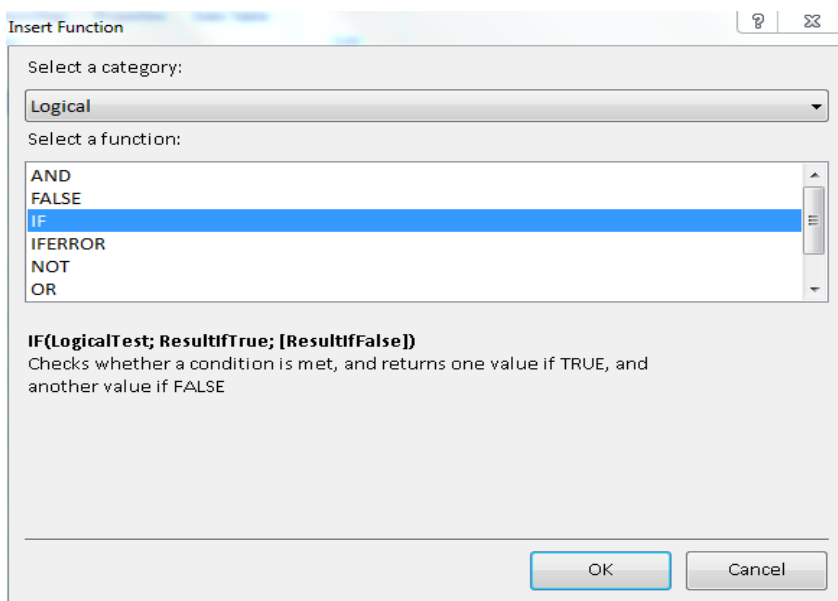 Insert Function
Select a category:
Logical
Select a function:
AND
FALSE
IF
IFERROR
NOT
OR
IF(LogicalTest; ResultIfTrue; [ResultIfFalse])
Checks whether a condition is met, and returns one value if TRUE, and
another value if FALSE
OK Cancel